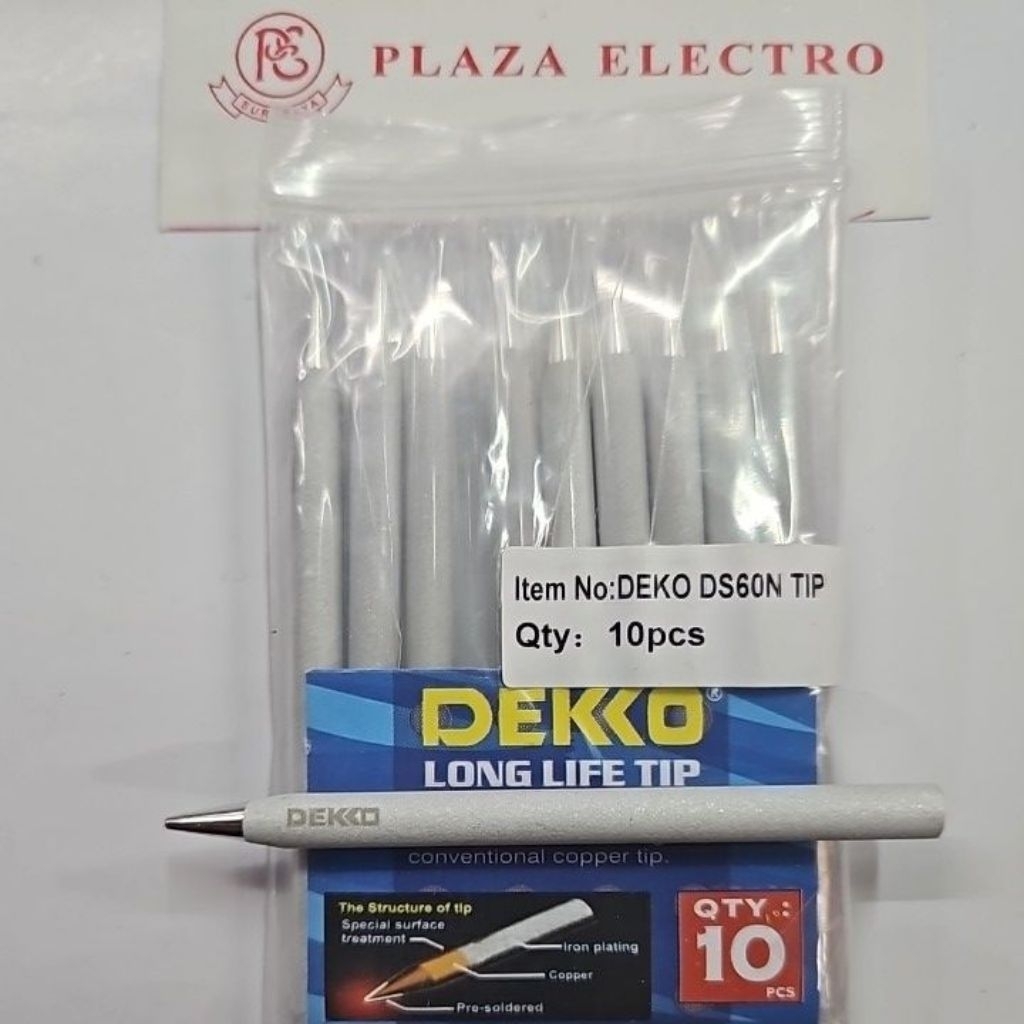 PLAZA ELECTRO
Item No:DEKO DS60N TIP
Qty: 10pcs
DEKKO®
LONG LIFE TIP
DEKKO
conventional copper tip.
The Structure of tip
Special surface
treatment
Iron plating
Copper
Pre-soldered
QTY.:
10
PCS